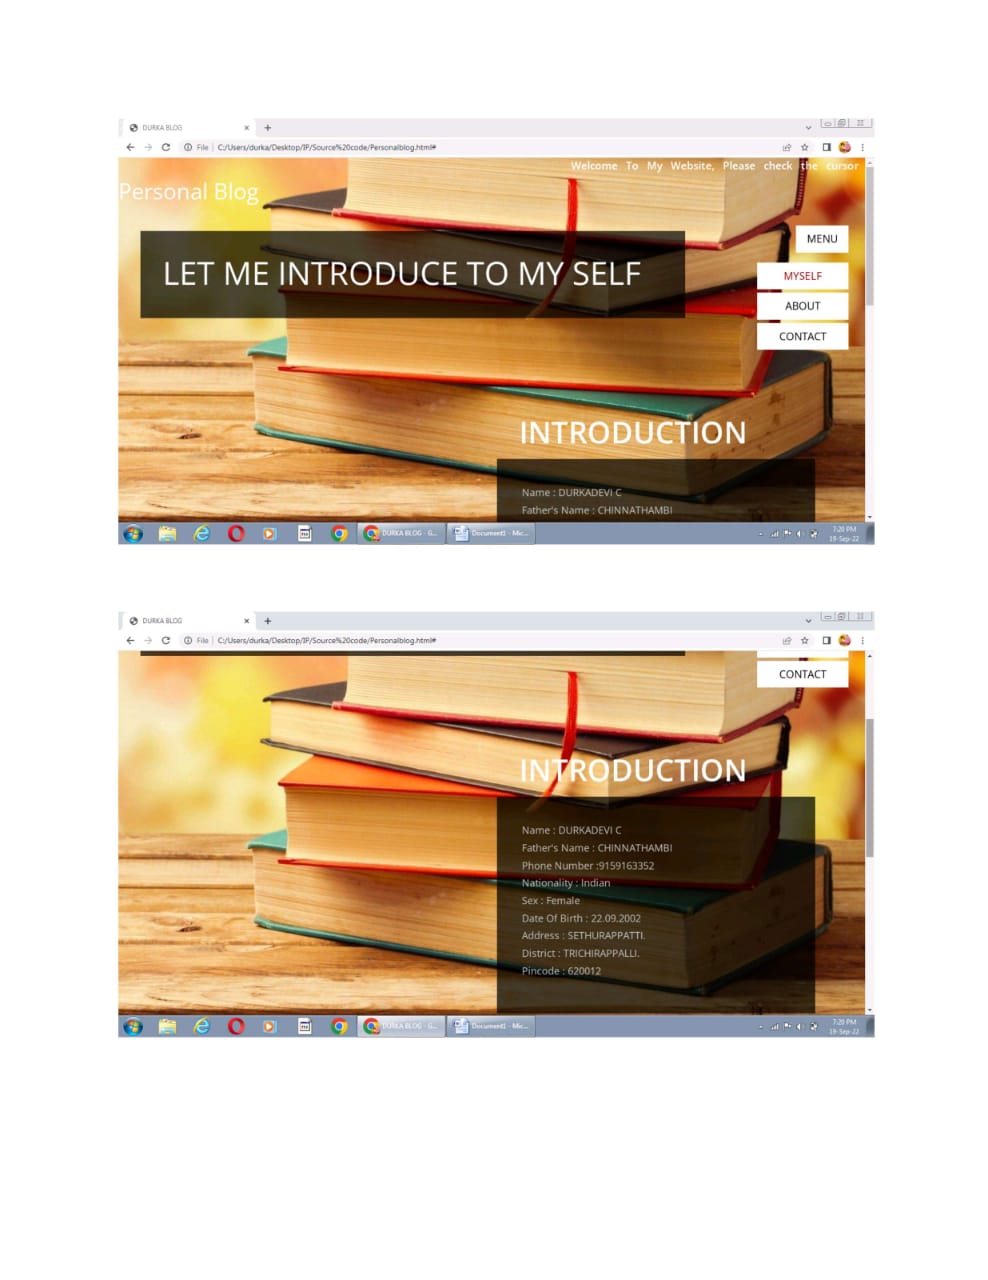 DURKA BLOG
File C:/Users/durka/Desktop/IP/Source%20code/Personalblog.html#
Welcome To My Website, Please check the cursor
Personal Blog
MENU
LET ME INTRODUCE TO MY SELF
MYSELF
ABOUT
CONTACT
INTRODUCTION
Name : DURKADEVI C
Father's Name : CHINNATHAMBI
DURKA BLOG - G... Document1 - Mic...
7:20 PM
19-Sep-22
DURKA BLOG
File C:/Users/durka/Desktop/IP/Source%20code/Personalblog.html#
CONTACT
INTRODUCTION
Name : DURKADEVI C
Father's Name : CHINNATHAMBI
Phone Number :9159163352
Nationality : Indian
Sex : Female
Date Of Birth : 22.09.2002
Address : SETHURAPPATTI.
District : TRICHIRAPPALLI.
Pincode : 620012
DURKA BLOG - G... Document1 - Mic...
7:20 PM
19-Sep-22